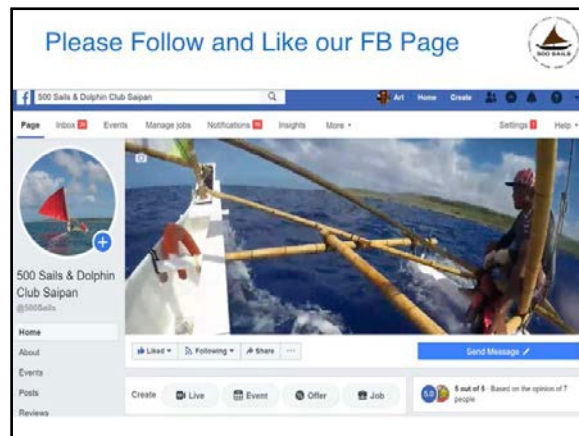 Please Follow and Like our FB Page
500 SAILS
500 Sails & Dolphin Club Saipan
Art Home Create
Page Inbox Events Manage jobs Notifications Insights More Settings Help
500 Sails & Dolphin
Club Saipan
@500Sails
Home
About
Events
Posts
Reviews
Liked Following Share ...
Send Message
Create Live Event Offer Job
5.0 5 out of 5 · Based on the opinion of 7
people